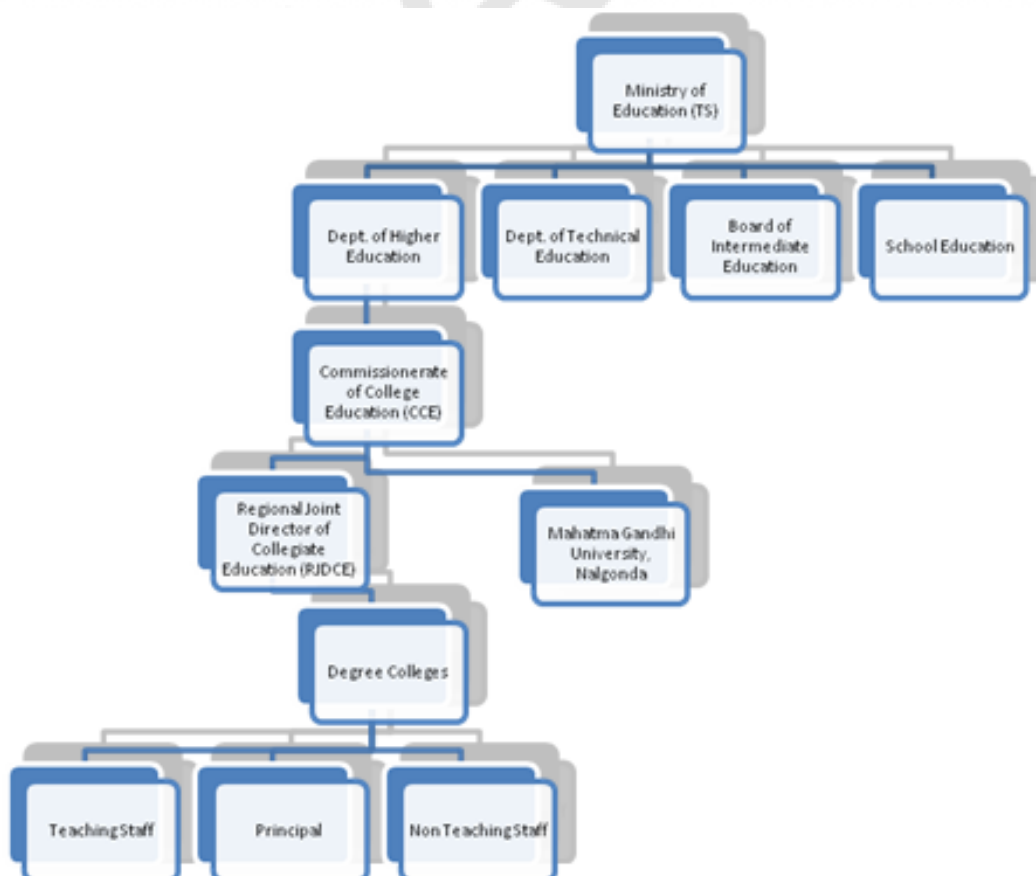 Ministry of
Education (TS)
Dept. of Higher
Education
Dept. of Technical
Education
Board of
Intermediate
Education
School Education
Commissionerate
of College
Education (CCE)
Regional Joint
Director of
Collegiate
Education (RJDCE)
Mahatma Gandhi
University,
Nalgonda
Degree Colleges
Teaching Staff
Principal
Non Teaching Staff